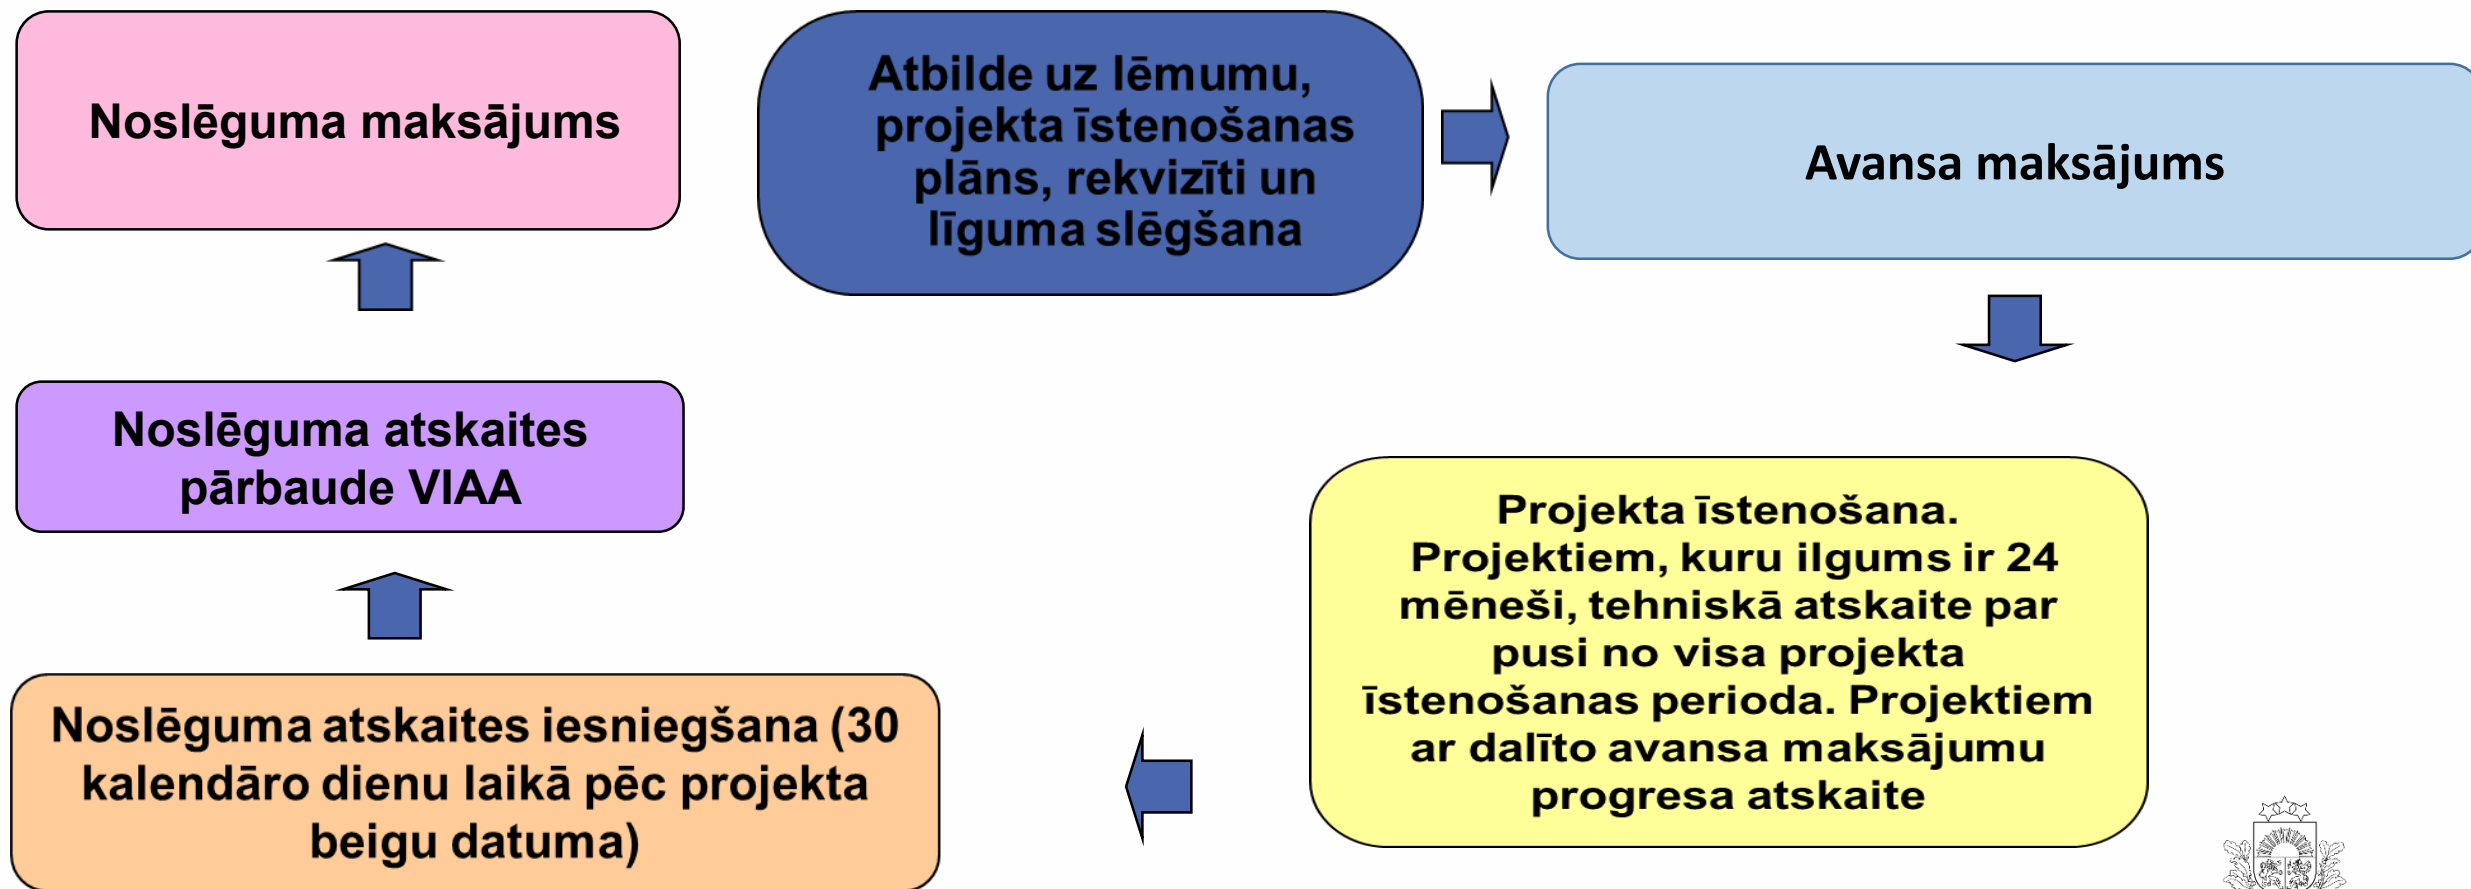 Noslēguma maksājums
Atbilde uz lēmumu,
projekta īstenošanas
plāns, rekvizīti un
līguma slēgšana
Avansa maksājums
Noslēguma atskaites
pārbaude VIAA
Projekta īstenošana.
Projektiem, kuru ilgums ir 24
mēneši, tehniskā atskaite par
pusi no visa projekta
īstenošanas perioda. Projektiem
ar dalīto avansa maksājumu
progresa atskaite
Noslēguma atskaites iesniegšana (30
kalendāro dienu laikā pēc projekta
beigu datuma)